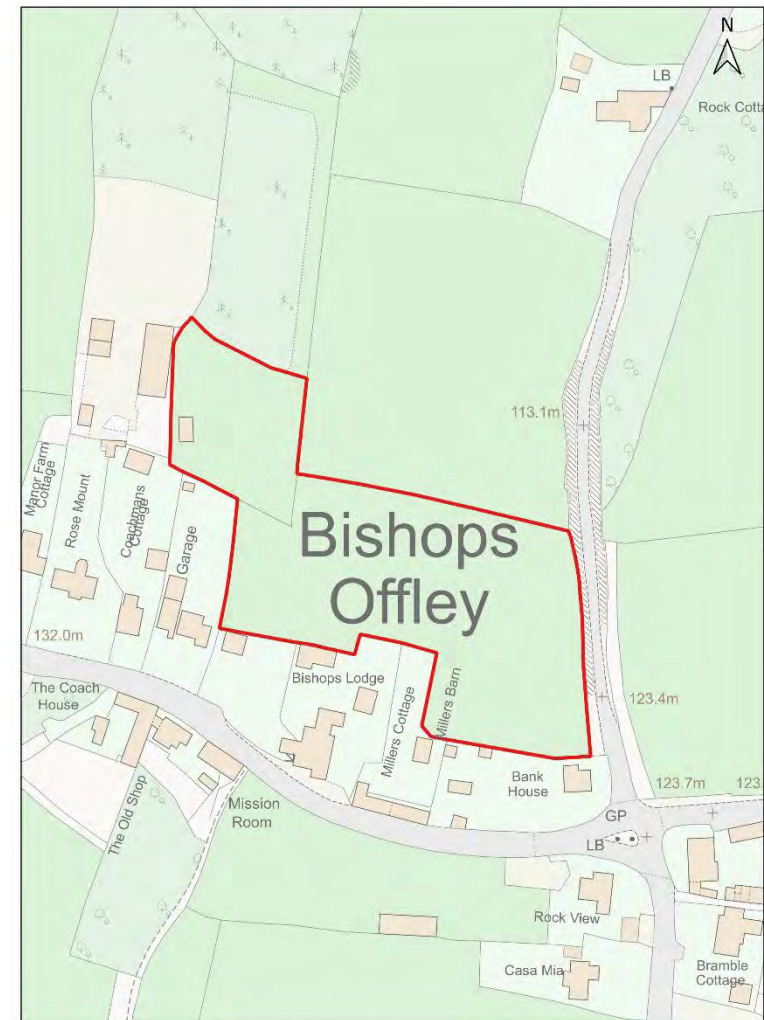 N
LB
Rock Cotta
113.1m
Manor Farm
Cottage
Rose Mount
Coachmans
Cottage
Garage
Bishops
Offley
132.0m
The Coach
House
Bishops Lodge
Millers Cottage
Millers Barn
123.4m
Bank
House
123.7m
123.
The Old Shop
Mission
Room
GP
LB
Rock View
Casa Mia
Bramble
Cottage